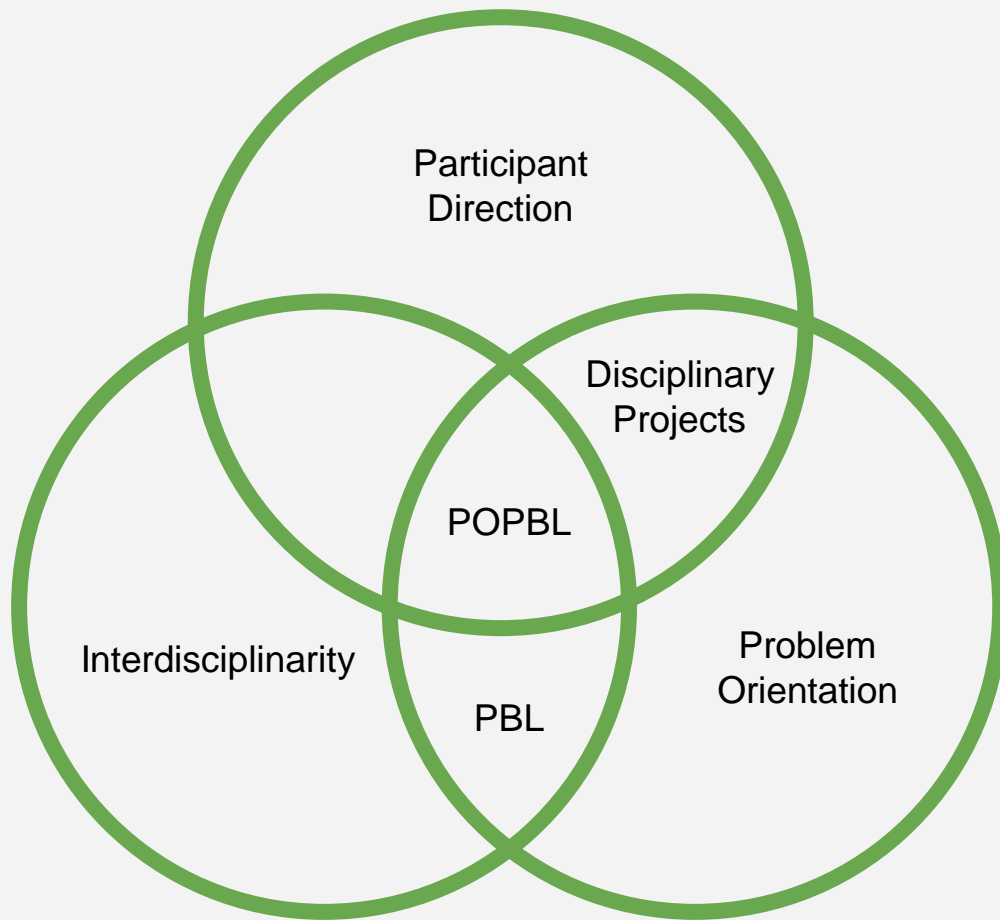 Participant
Direction
Disciplinary
Projects
POPBL
Interdisciplinarity
Problem
Orientation
PBL